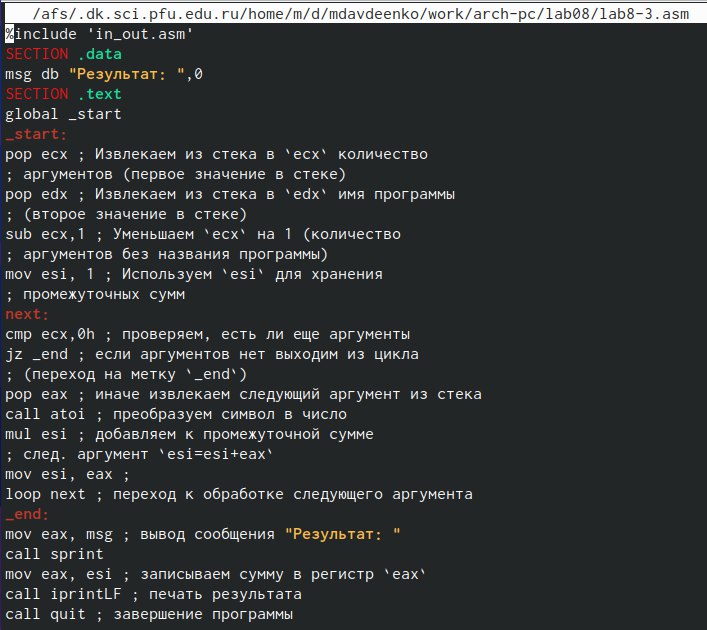 /afs/.dk.sci.pfu.edu.ru/home/m/d/mdavdeenko/work/arch-pc/lab08/lab8-3.asm
%include 'in_out.asm'
SECTION .data
msg db "Результат: ",0
SECTION .text
global _start
_start:
pop ecx ; Извлекаем из стека в `ecx` количество
; аргументов (первое значение в стеке)
pop edx ; Извлекаем из стека в `edx` имя программы
; (второе значение в стеке)
sub ecx,1 ; Уменьшаем `ecx` на 1 (количество
; аргументов без названия программы)
mov esi, 1 ; Используем `esi` для хранения
; промежуточных сумм
next:
cmp ecx,0h ; проверяем, есть ли еще аргументы
jz _end ; если аргументов нет выходим из цикла
; (переход на метку `_end`)
pop eax ; иначе извлекаем следующий аргумент из стека
call atoi ; преобразуем символ в число
mul esi ; добавляем к промежуточной сумме
; след. аргумент `esi=esi+eax`
mov esi, eax ;
loop next ; переход к обработке следующего аргумента
_end:
mov eax, msg ; вывод сообщения "Результат: "
call sprint
mov eax, esi ; записываем сумму в регистр `eax`
call iprintLF ; печать результата
call quit ; завершение программы